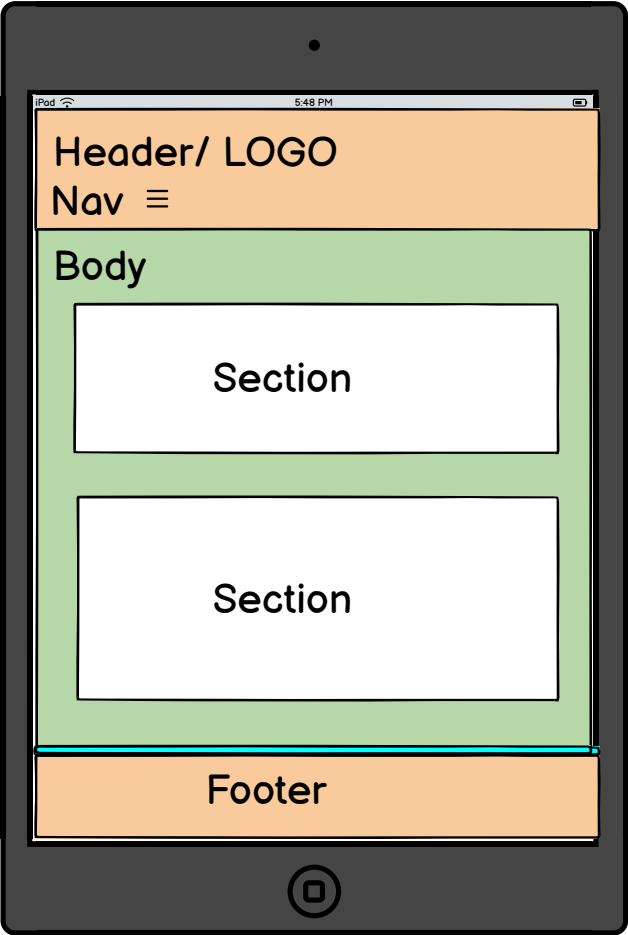 iPad 5:48 PM
Header/ LOGO
Nav
Body
Section
Section
Footer